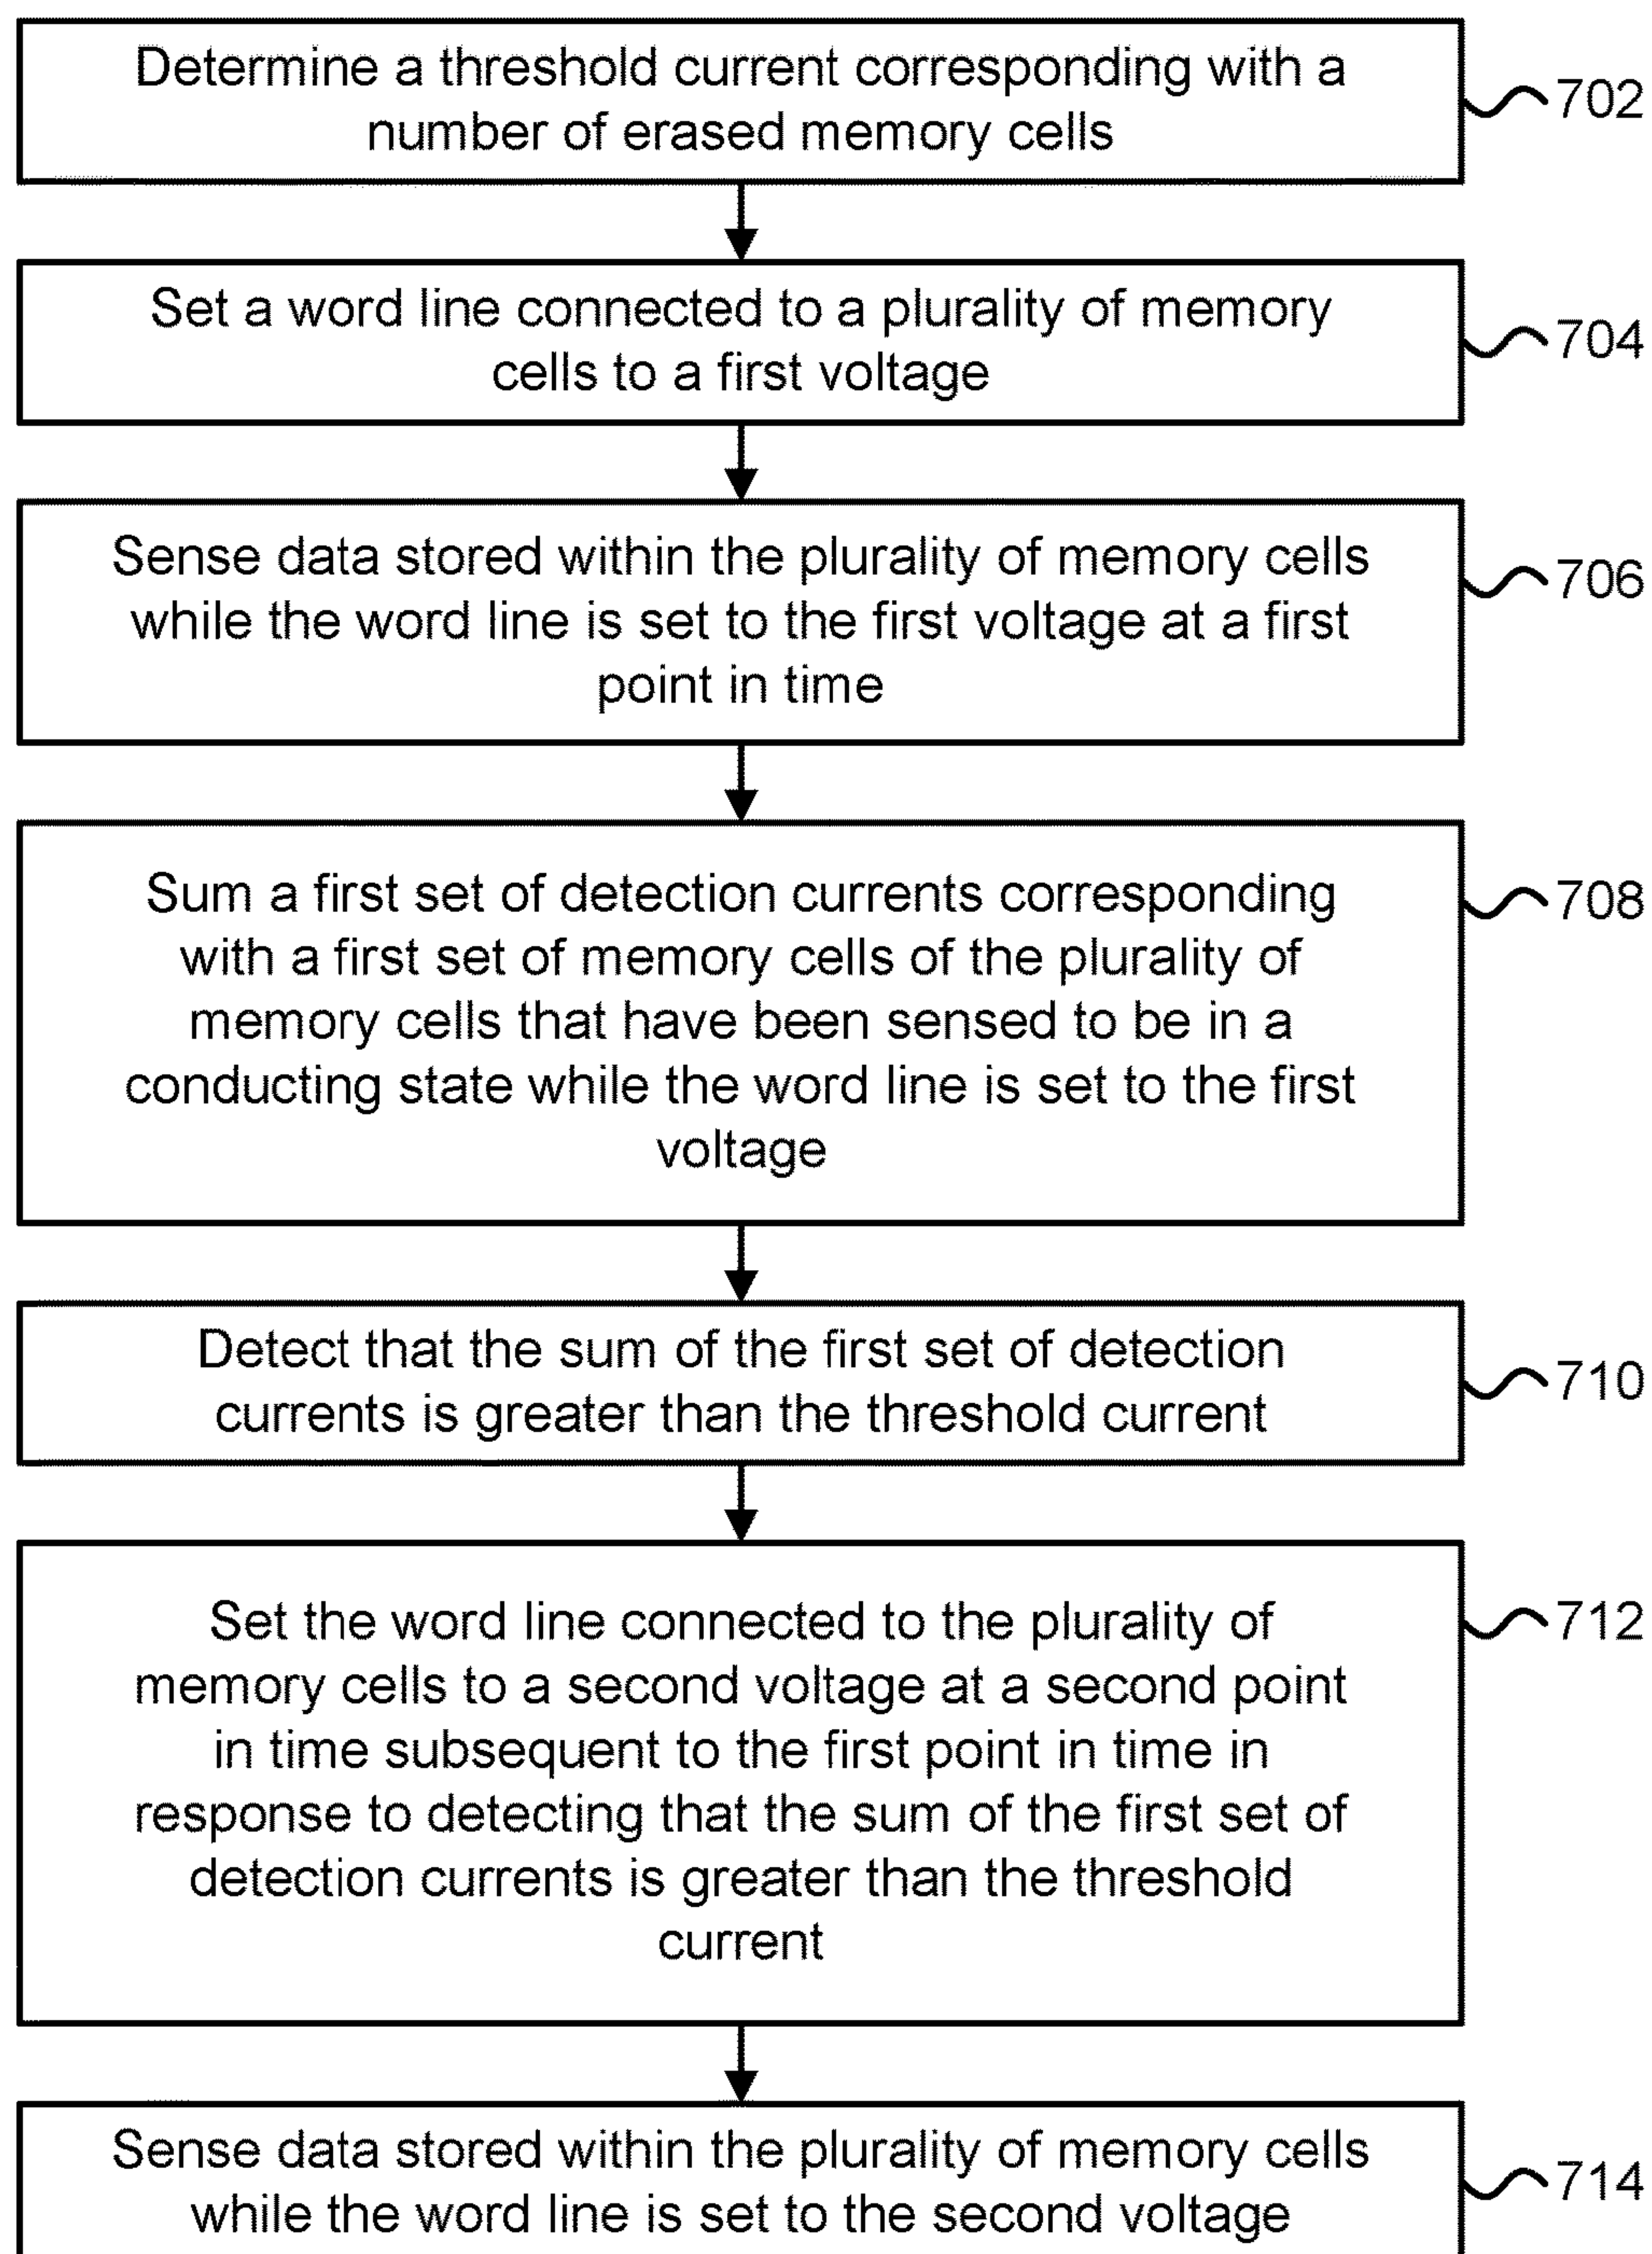 Determine a threshold current corresponding with a
number of erased memory cells
702
Set a word line connected to a plurality of memory
cells to a first voltage
704
Sense data stored within the plurality of memory cells
while the word line is set to the first voltage at a first
point in time
706
Sum a first set of detection currents corresponding
with a first set of memory cells of the plurality of
memory cells that have been sensed to be in a
conducting state while the word line is set to the first
voltage
708
Detect that the sum of the first set of detection
currents is greater than the threshold current
710
Set the word line connected to the plurality of
memory cells to a second voltage at a second point
in time subsequent to the first point in time in
response to detecting that the sum of the first set of
detection currents is greater than the threshold
current
712
Sense data stored within the plurality of memory cells
while the word line is set to the second voltage
714